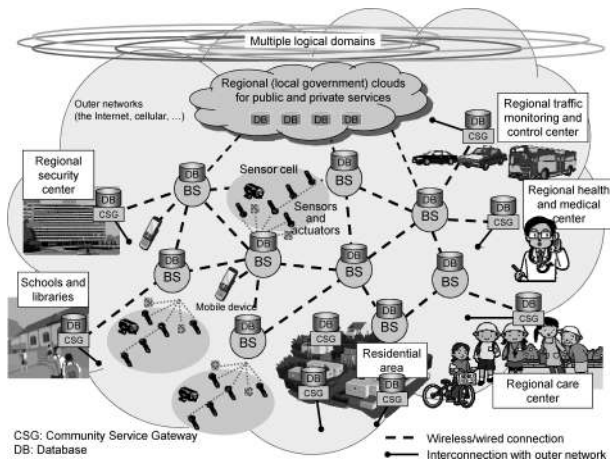 Multiple logical domains
Regional (local government) clouds
for public and private services
DB DB DB DB
Outer networks
(the Internet, cellular, ...)
DB
CSG
Regional traffic
monitoring and
control center
Regional
security
center
DB
CSG
DB
BS
Sensor cell
Sensors and
actuators
DB
BS
DB
BS
DB
CSG
Regional health
and medical
center
DB
BS
DB
BS
DB
BS
DB
BS
Schools and
libraries
DB
CSG
Mobile device
DB
BS
DB
BS
DB
CSG
DB
CSG
DB
CSG
Residential
area
DB
CSG
Regional care
center
CSG: Community Service Gateway
DB: Database
Wireless/wired connection
Interconnection with outer network